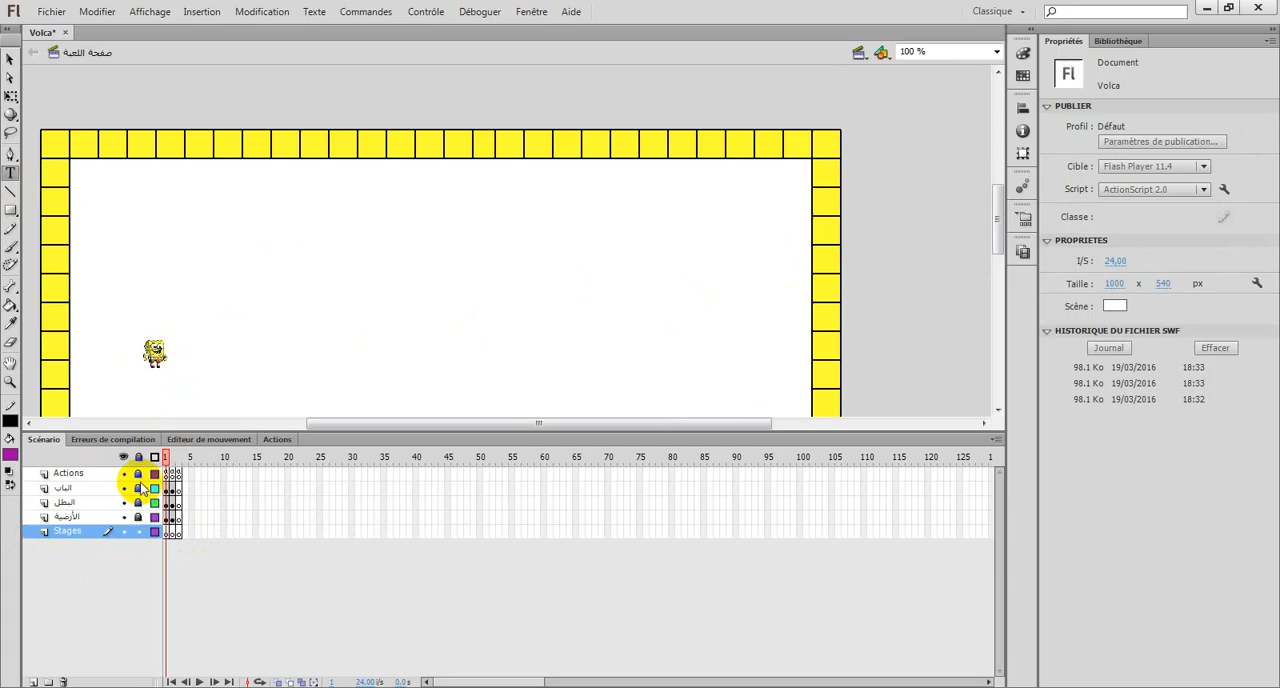 Fl Fichier Modifier Affichage Insertion Modification Texte Commandes Contrôle Déboguer Fenêtre Aide Classique
Volca* ×
صفحة اللعبة 100 %
Propriétés Bibliothèque
Fl Document
Volca
PUBLIER
Profil : Défaut
Paramètres de publication...
Cible : Flash Player 11.4
Script : ActionScript 2.0
Classe :
PROPRIETES
I/S : 24,00
Taille : 1000 x 540 px
Scène :
HISTORIQUE DU FICHIER SWF
Journal Effacer
98.1 Ko 19/03/2016 18:33
98.1 Ko 19/03/2016 18:33
98.1 Ko 19/03/2016 18:32
Scénario Erreurs de compilation Editeur de mouvement Actions
1 5 10 15 20 25 30 35 40 45 50 55 60 65 70 75 80 85 90 95 100 105 110 115 120 125 1
Actions
الباب
البطل
الأرضية
Stages
1 24,00 i/s 0,0 s